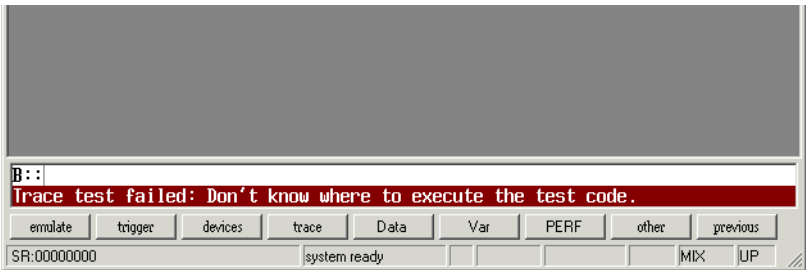 B::
Trace test failed: Don't know where to execute the test code.
emulate trigger devices trace Data Var PERF other previous
SR:00000000 system ready MIX UP